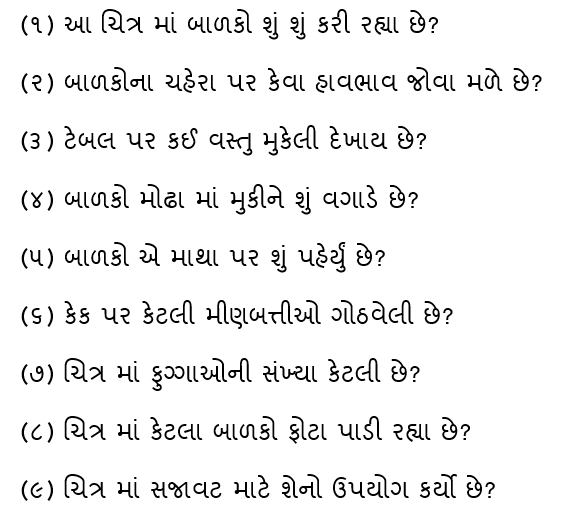 (૧) આ ચિત્ર માં બાળકો શું શું કરી રહ્યા છે?
(૨) બાળકોના ચહેરા પર કેવા હાવભાવ જોવા મળે છે?
(૩) ટેબલ પર કઈ વસ્તુ મુકેલી દેખાય છે?
(૪) બાળકો મોઢા માં મુકીને શું વગાડે છે?
(૫) બાળકો એ માથા પર શું પહેર્યું છે?
(૬) કેક પર કેટલી મીણબત્તીઓ ગોઠવેલી છે?
(૭) ચિત્ર માં ફુગ્ગાઓની સંખ્યા કેટલી છે?
(૮) ચિત્ર માં કેટલા બાળકો ફોટા પાડી રહ્યા છે?
(૯) ચિત્ર માં સજાવટ માટે શેનો ઉપયોગ કર્યો છે?